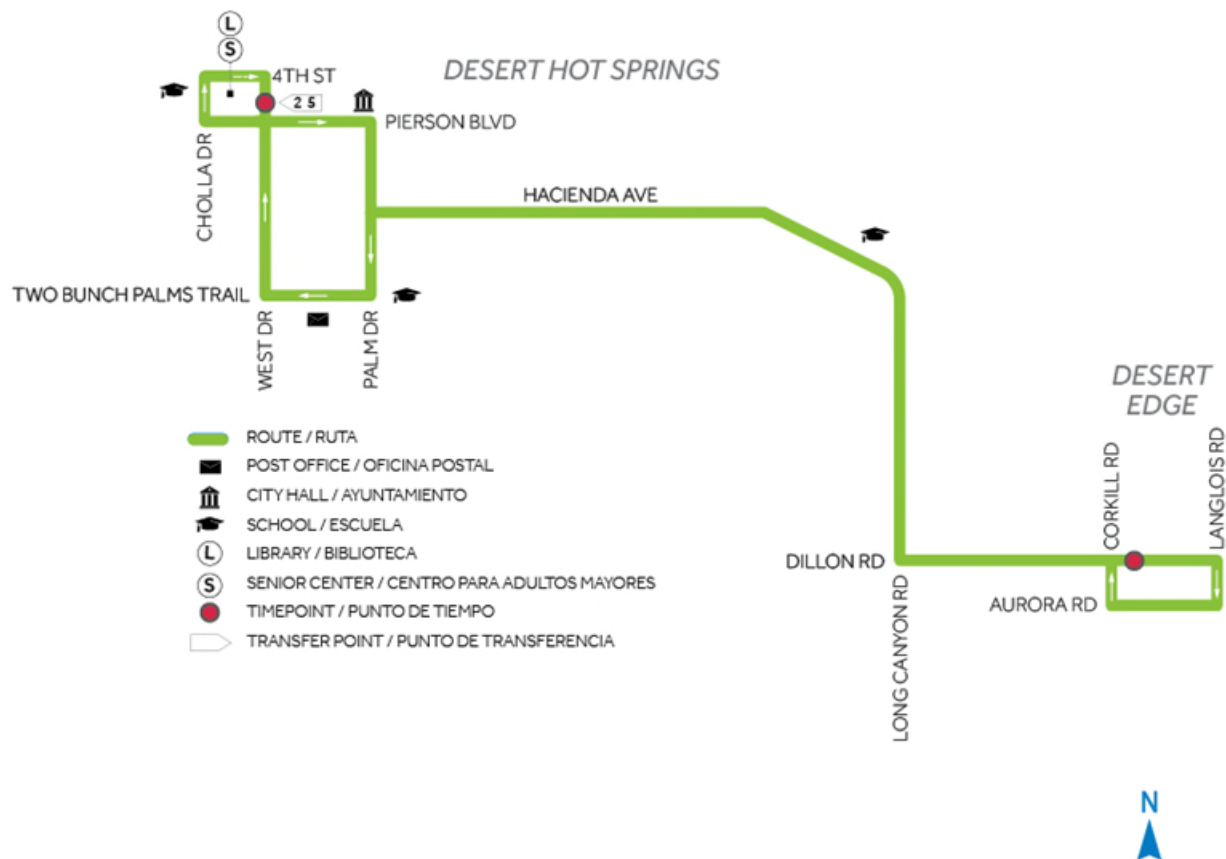 L
S
4TH ST
DESERT HOT SPRINGS
2 5
PIERSON BLVD
CHOLLA DR
HACIENDA AVE
TWO BUNCH PALMS TRAIL
WEST DR
PALM DR
DESERT
EDGE
CORKILL RD
LANGLOIS RD
DILLON RD
AURORA RD
LONG CANYON RD
ROUTE / RUTA
POST OFFICE / OFICINA POSTAL
CITY HALL / AYUNTAMIENTO
SCHOOL / ESCUELA
L LIBRARY / BIBLIOTECA
S SENIOR CENTER / CENTRO PARA ADULTOS MAYORES
TIMEPOINT / PUNTO DE TIEMPO
TRANSFER POINT / PUNTO DE TRANSFERENCIA
N